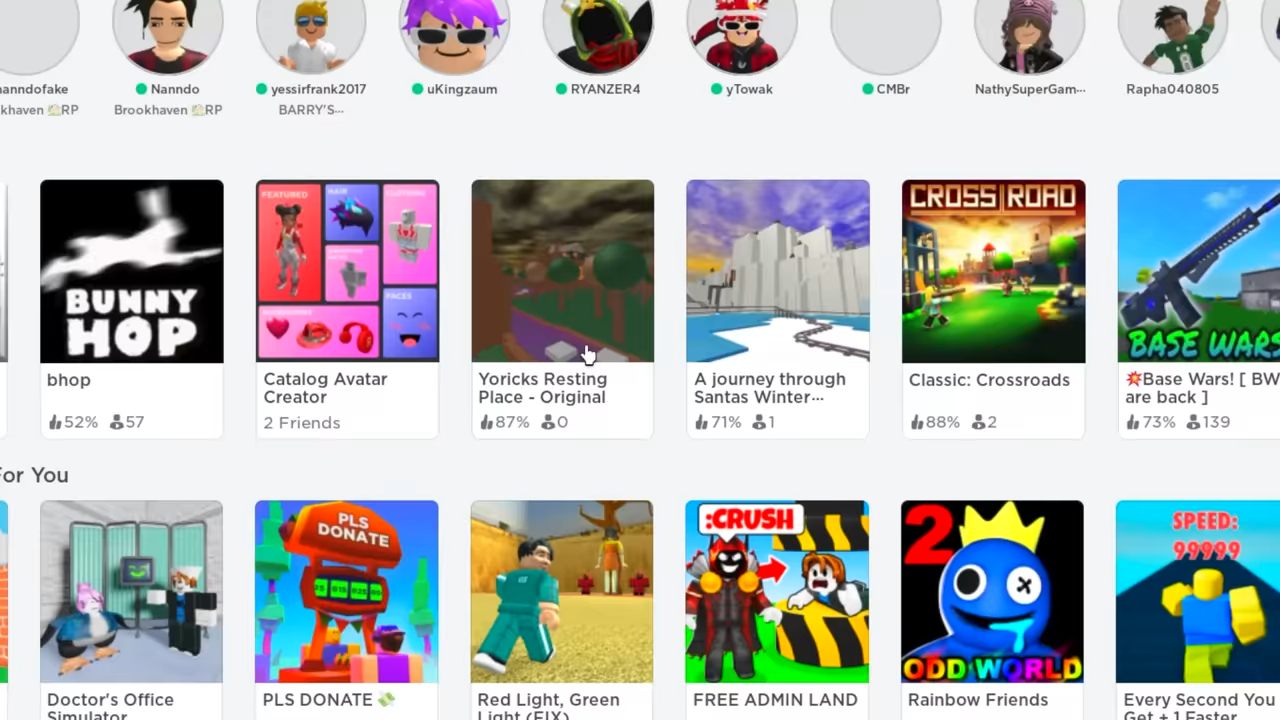 nanndofake
Nanndo
yessirfrank2017
uKingzaum
RYANZER4
yTowak
CMBr
NathySuperGam...
Rapha040805
khaven RP
Brookhaven RP
BARRY'S...
BUNNY
HOP
FEATURED
HAIR
CLOTHING
FACES
CROSS ROAD
BASE WARS
bhop
Catalog Avatar
Creator
Yoricks Resting
Place - Original
A journey through
Santas Winter...
Classic: Crossroads
💥Base Wars! [ BW
are back ]
52% 57
2 Friends
87% 0
71% 1
88% 2
73% 139
For You
PLS
DONATE
:CRUSH
2
ODD WORLD
SPEED:
99999
Doctor's Office
Simulator
PLS DONATE 💸
Red Light, Green
Light (FIX)
FREE ADMIN LAND
Rainbow Friends
Every Second You
Get + 1 Faster